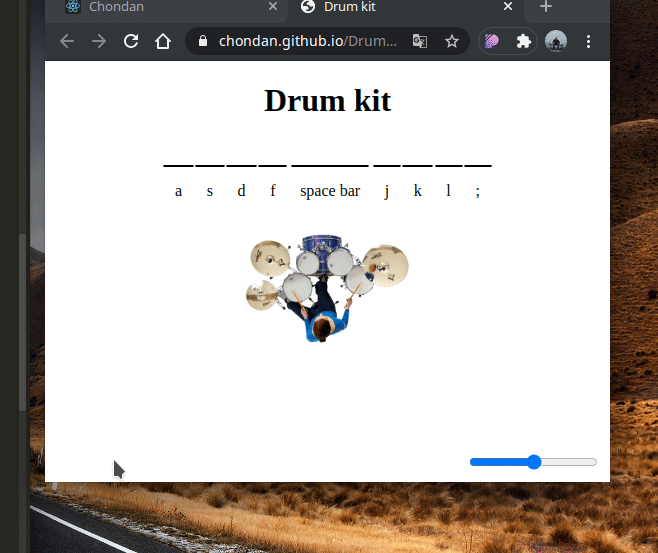 Chondan
Drum kit
chondan.github.io/Drum...
Drum kit
a s d f space bar j k l ;